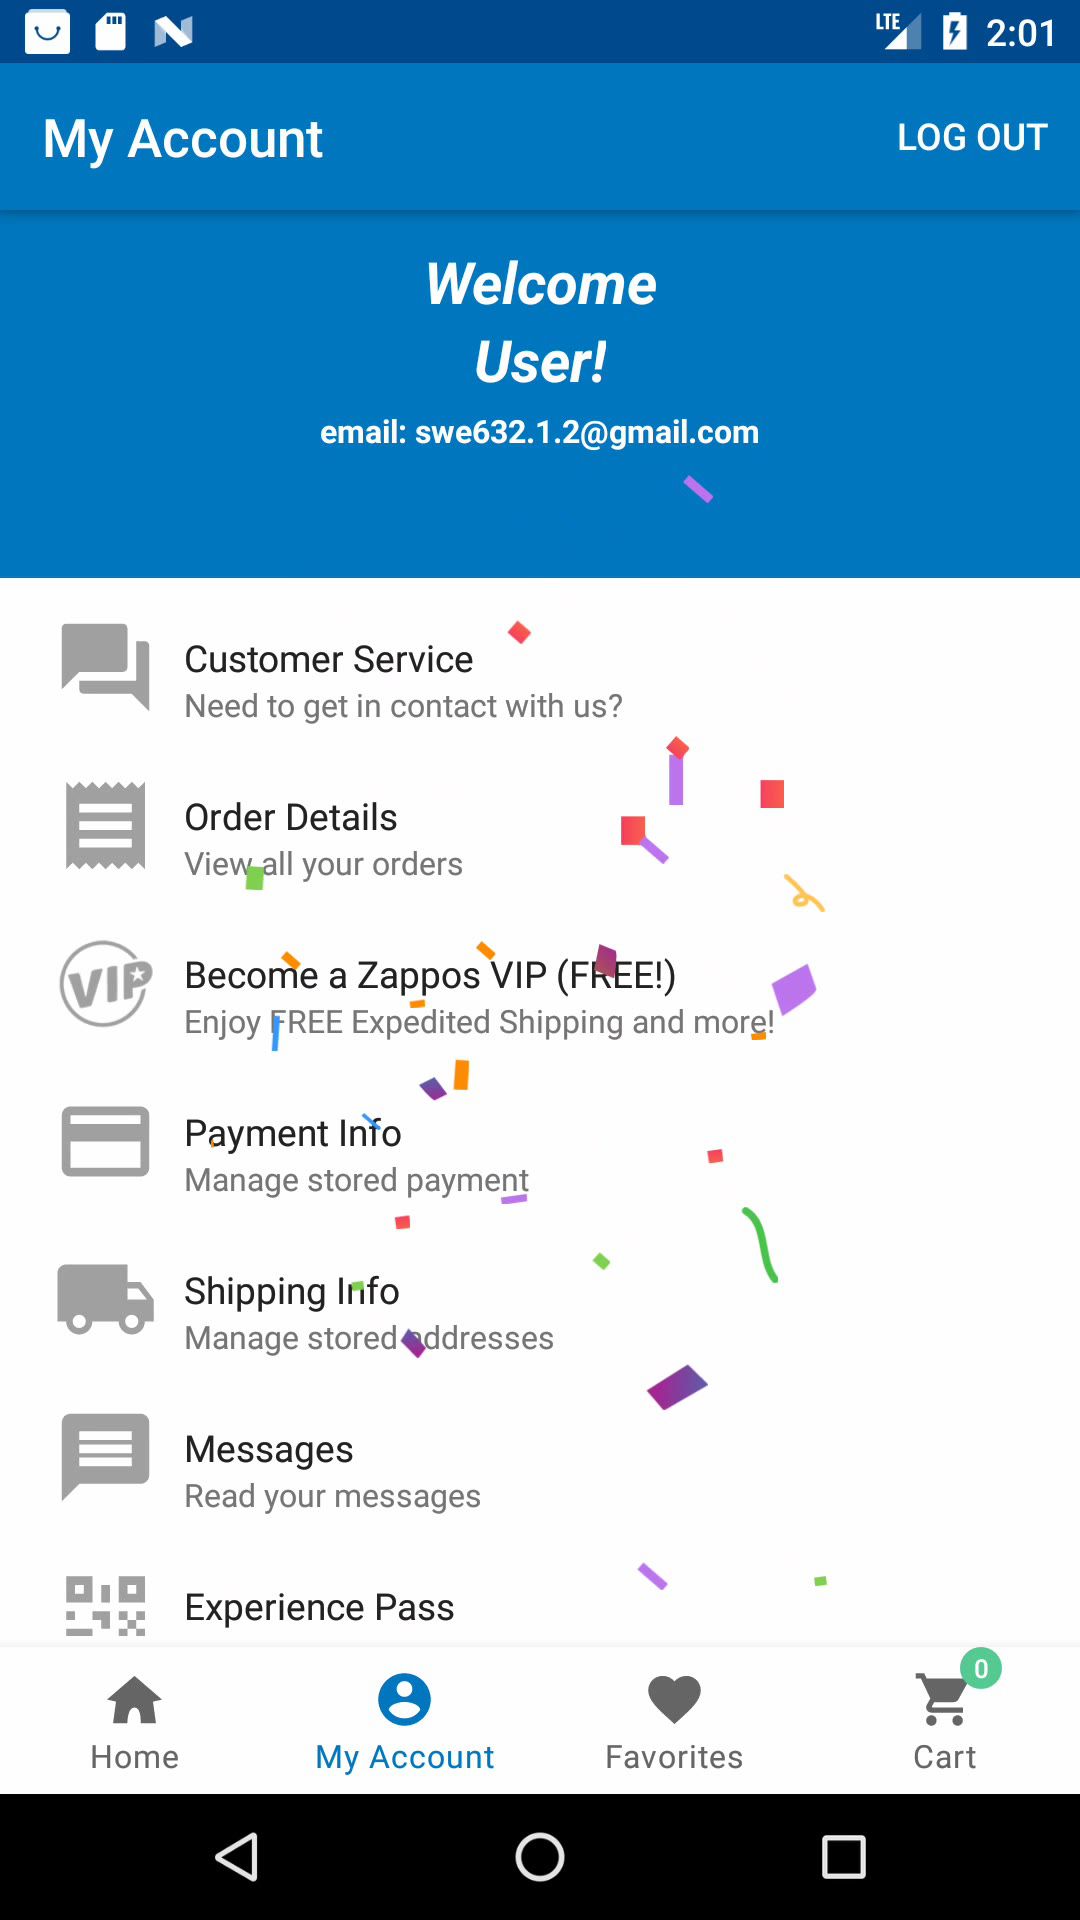 LTE 2:01
My Account LOG OUT
Welcome
User!
email: swe632.1.2@gmail.com
Customer Service
Need to get in contact with us?
Order Details
View all your orders
VIP
Become a Zappos VIP (FREE!)
Enjoy FREE Expedited Shipping and more!
Payment Info
Manage stored payment
Shipping Info
Manage stored addresses
Messages
Read your messages
Experience Pass
0
Home My Account Favorites Cart